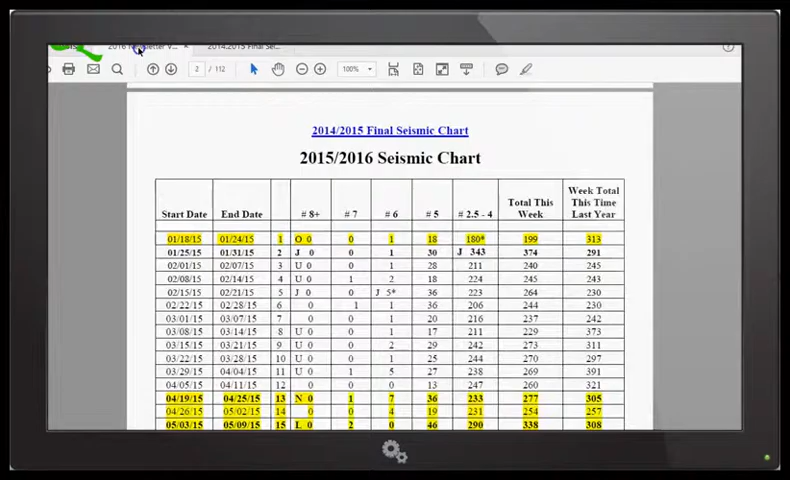 2016 Newsletter V... × 2014.2015 Final Sei...
2 / 112 100%
2014/2015 Final Seismic Chart
2015/2016 Seismic Chart
Start Date End Date # 8+ # 7 # 6 # 5 # 2.5 - 4 Total This Week Week Total This Time Last Year
01/18/15 01/24/15 1 O 0 0 1 18 180* 199 313
01/25/15 01/31/15 2 J 0 0 1 30 J 343 374 291
02/01/15 02/07/15 3 U 0 0 1 28 211 240 245
02/08/15 02/14/15 4 U 0 1 2 18 224 245 243
02/15/15 02/21/15 5 J 0 0 J 5* 36 223 264 230
02/22/15 02/28/15 6 0 1 1 36 206 244 230
03/01/15 03/07/15 7 0 0 1 20 216 237 242
03/08/15 03/14/15 8 U 0 0 1 17 211 229 373
03/15/15 03/21/15 9 U 0 0 2 29 242 273 311
03/22/15 03/28/15 10 U 0 0 1 25 244 270 297
03/29/15 04/04/15 11 U 0 1 5 27 238 269 391
04/05/15 04/11/15 12 0 0 0 13 247 260 321
04/19/15 04/25/15 13 N 0 1 7 36 233 277 305
04/26/15 05/02/15 14 0 0 4 19 231 254 257
05/03/15 05/09/15 15 L 0 2 0 46 290 338 308